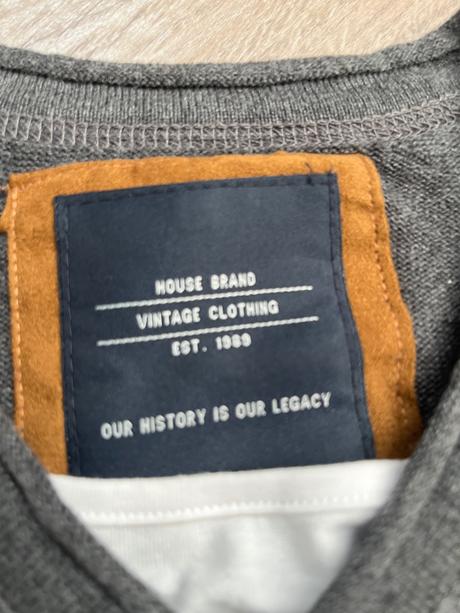 HOUSE BRAND
VINTAGE CLOTHING
EST. 1989
OUR HISTORY IS OUR LEGACY